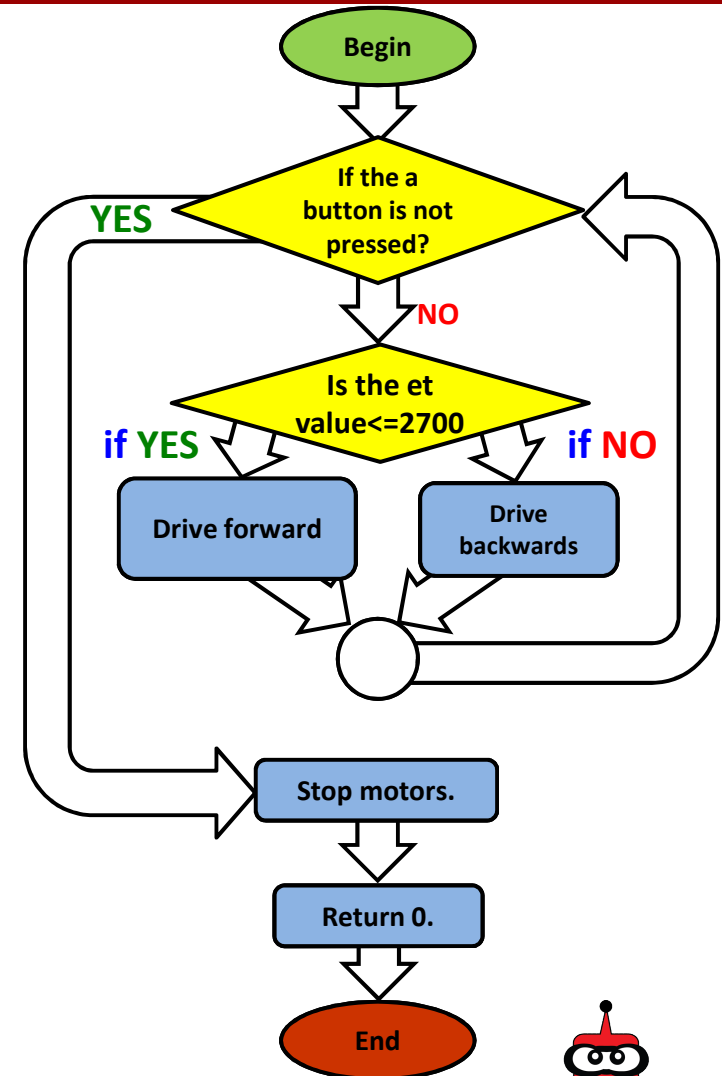 Begin
If the a
button is not
pressed?
YES
NO
Is the et
value<=2700
if YES
if NO
Drive forward
Drive
backwards
Stop motors.
Return 0.
End